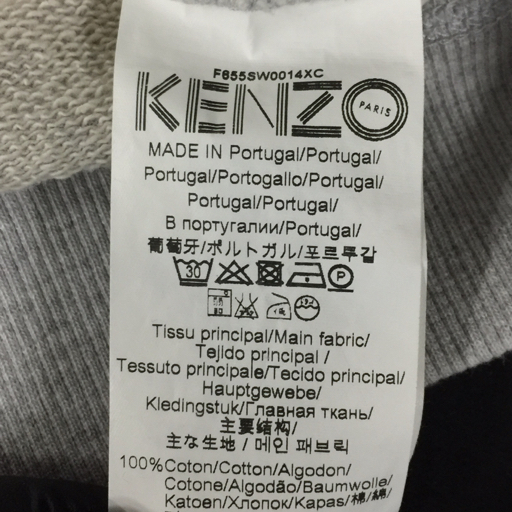 F655SW0014XC
KENZO
PARIS
MADE IN Portugal/Portugal/
Portugal/Portogallo/Portugal/
Portugal/Portugal/
В португалии/Portugal/
葡萄牙/ポルトガル/포르투갈
30 P
Tissu principal/Main fabric/
Tejido principal /
Tessuto principale/Tecido principal/
Hauptgewebe/
Kledingstuk/Главная ткань/
主要结构/
主な生地 / 메인 패브릭
100%Coton/Cotton/Algodon/
Cotone/Algodão/Baumwolle/
Katoen/Хлопок/Kapas/棉/綿/